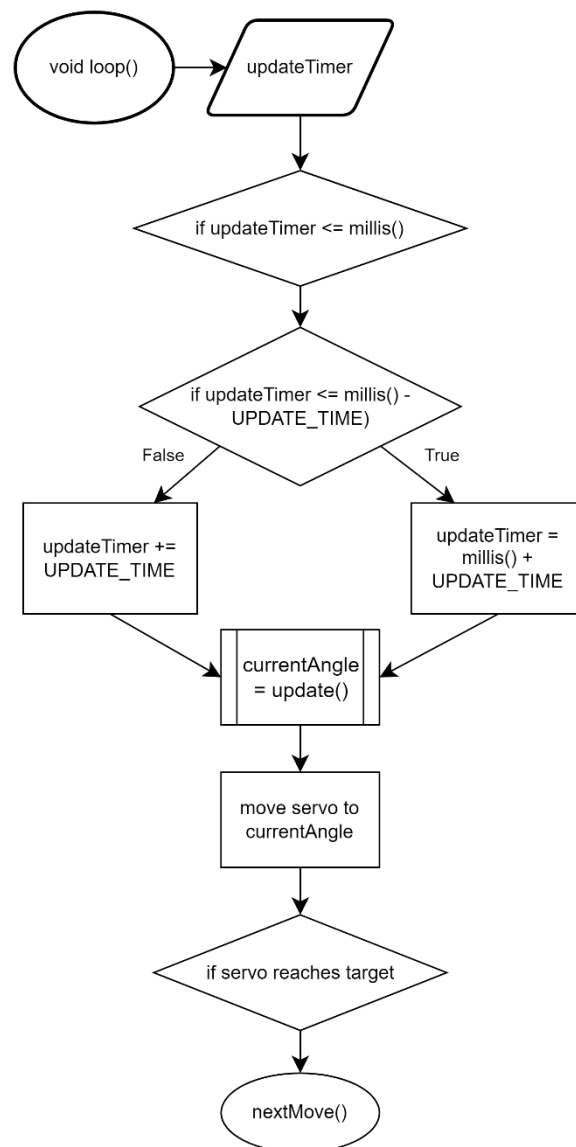 void loop()
updateTimer
if updateTimer <= millis()
if updateTimer <= millis() -
UPDATE_TIME)
False
True
updateTimer +=
UPDATE_TIME
updateTimer =
millis() +
UPDATE_TIME
currentAngle
= update()
move servo to
currentAngle
if servo reaches target
nextMove()